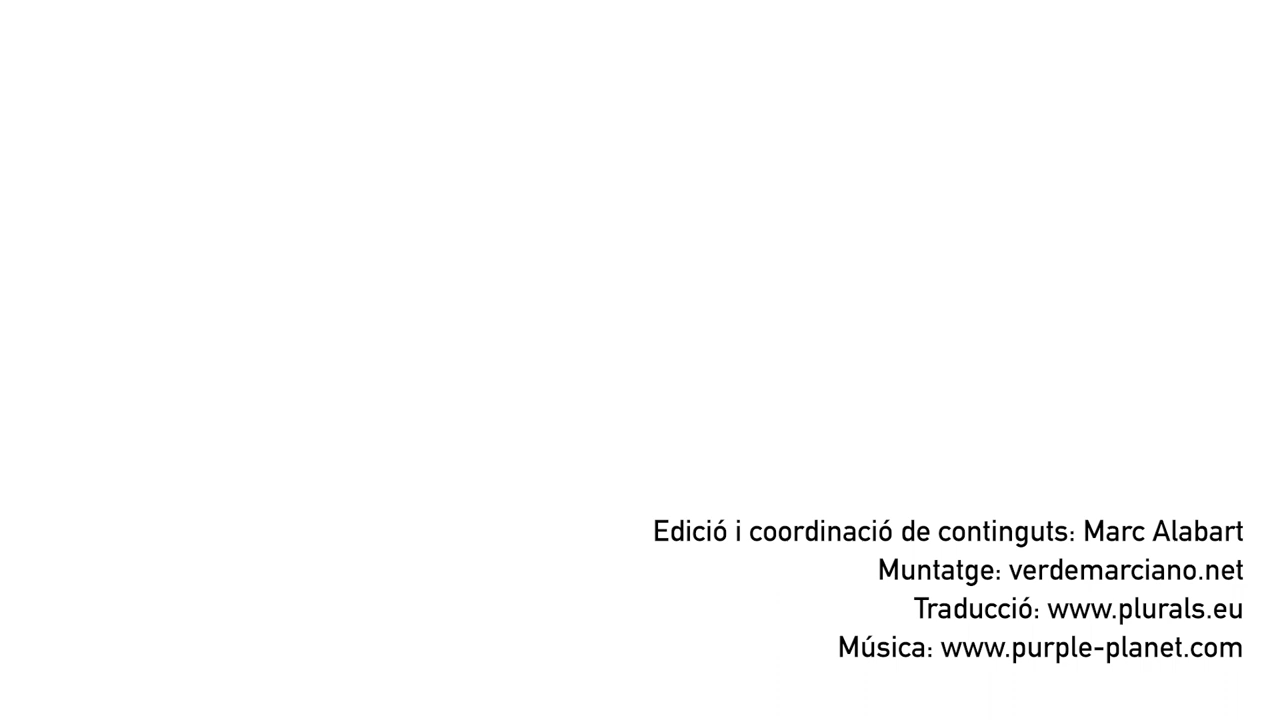 Edició i coordinació de continguts: Marc Alabart
Muntatge: verdemarciano.net
Traducció: www.plurals.eu
Música: www.purple-planet.com